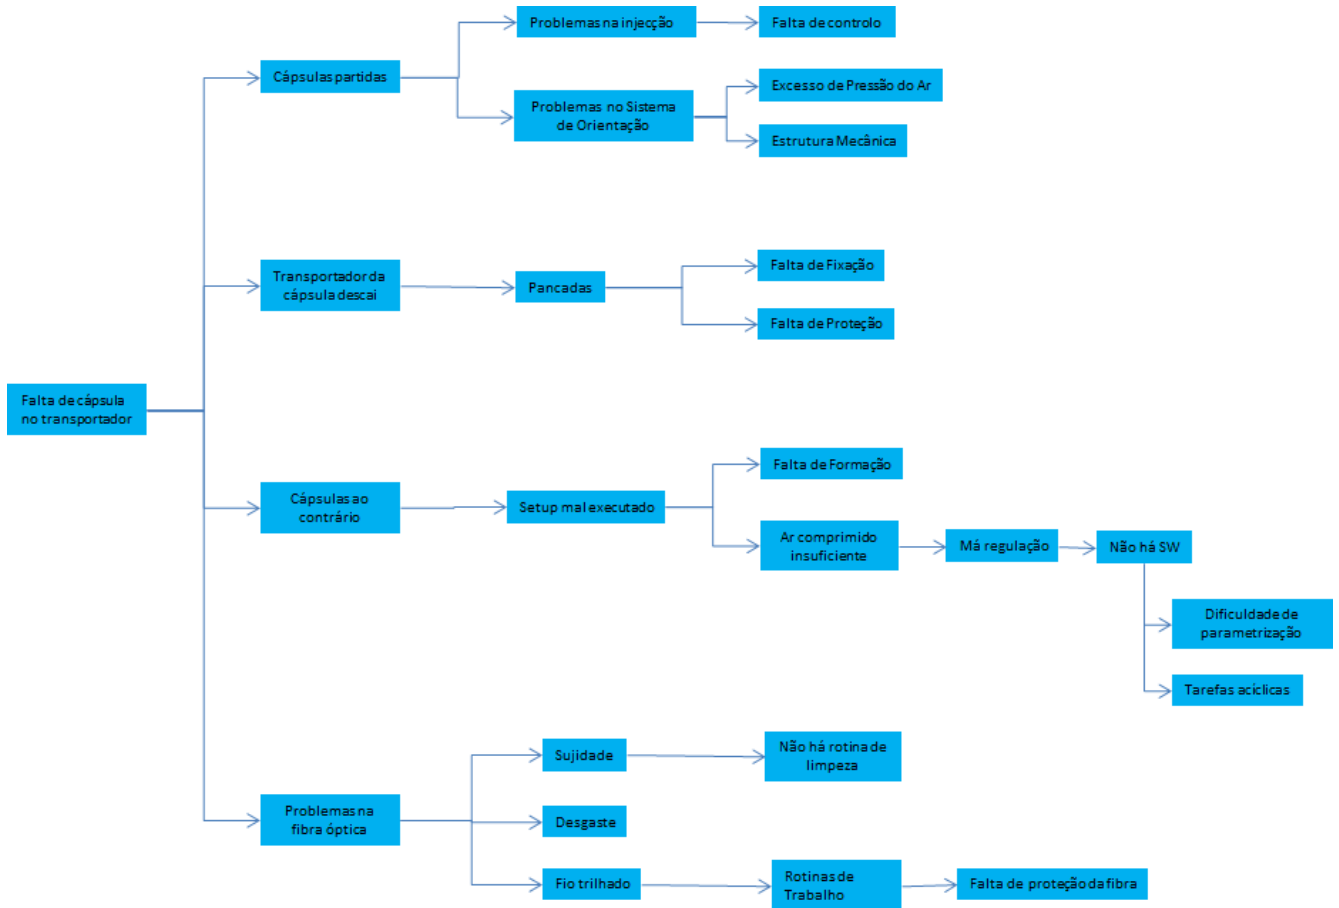 Problemas na injecção
Falta de controlo
Cápsulas partidas
Excesso de Pressão do Ar
Problemas no Sistema
de Orientação
Estrutura Mecânica
Transportador da
cápsula descai
Pancadas
Falta de Fixação
Falta de Proteção
Falta de cápsula
no transportador
Cápsulas ao
contrário
Setup mal executado
Falta de Formação
Ar comprimido
insuficiente
Má regulação
Não há SW
Dificuldade de
parametrização
Tarefas acíclicas
Problemas na
fibra óptica
Sujidade
Não há rotina de
limpeza
Desgaste
Fio trilhado
Rotinas de
Trabalho
Falta de proteção da fibra